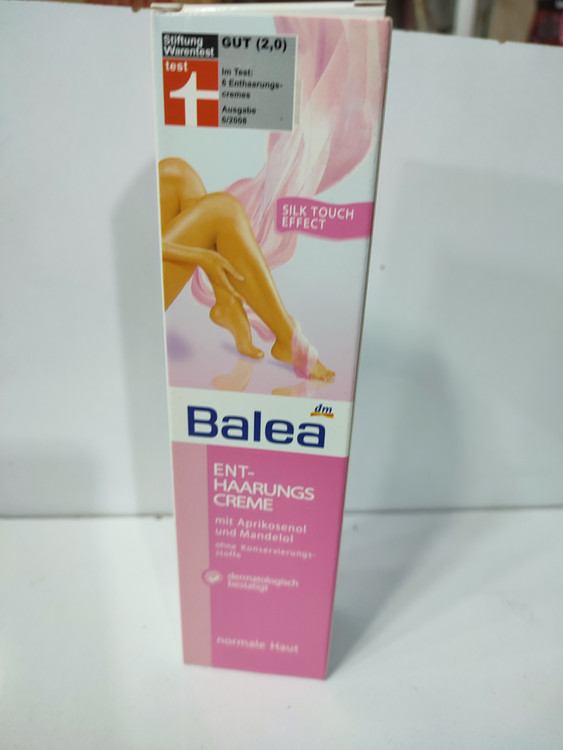 Stiftung
Warentest
GUT (2,0)
test
Im Test:
6 Enthaarungs-
cremes
Ausgabe
6/2008
SILK TOUCH
EFFECT
dm
Balea
ENT-
HAARUNGS
CREME
mit Aprikosenöl
und Mandelöl
ohne Konservierungs-
stoffe
dermatologisch
bestätigt
normale Haut